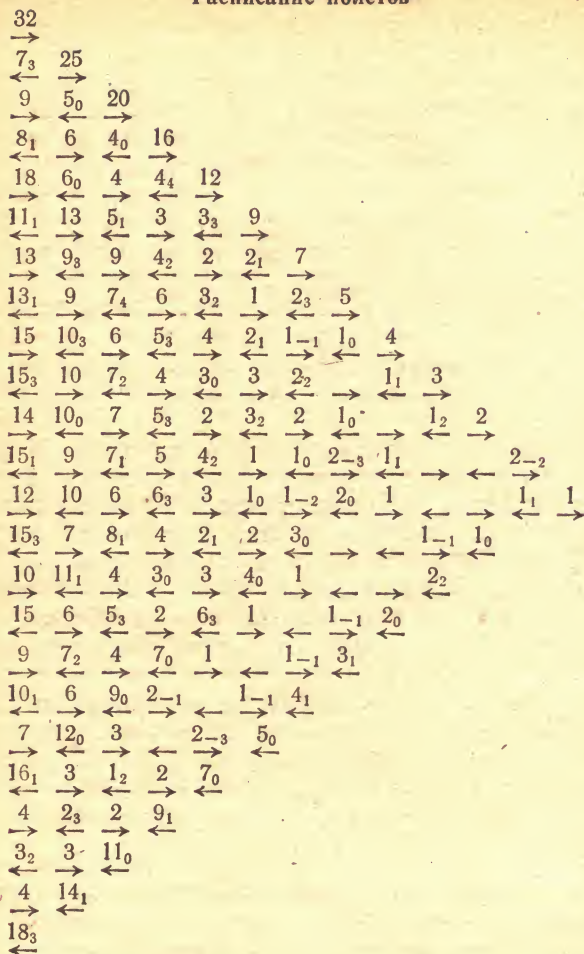 Расписание полетов
32
→
7₃ 25
← →
9 5₀ 20
→ ← →
8₁ 6 4₀ 16
← → ← →
18 6₀ 4 4₄ 12
→ ← → ← →
11₁ 13 5₁ 3 3₃ 9
← → ← → ← →
13 9₃ 9 4₂ 2 2₁ 7
→ ← → ← → ← →
13₁ 9 7₄ 6 3₂ 1 2₃ 5
← → ← → ← → ← →
15 10₃ 6 5₃ 4 2₁ 1₋₁ 1₀ 4
→ ← → ← → ← → ← →
15₃ 10 7₂ 4 3₀ 3 2₂ 1₁ 3
← → ← → ← → ← → ← →
14 10₀ 7 5₃ 2 3₂ 2 1₀ 1₂ 2
→ ← → ← → ← → ← → ← →
15₁ 9 7₁ 5 4₂ 1 1₀ 2₋₃ 1₁ 2₋₂
← → ← → ← → ← → ← → ← →
12 10 6 6₃ 3 1₀ 1₋₂ 2₀ 1 1₁ 1
→ ← → ← → ← → ← → ← → ← →
15₃ 7 8₁ 4 2₁ 2 3₀ 1₋₁ 1₀
← → ← → ← → ← → ← → ←
10 11₁ 4 3₀ 3 4₀ 1 2₂
→ ← → ← → ← → ← → ←
15 6 5₃ 2 6₃ 1 1₋₁ 2₀
← → ← → ← → ← → ←
9 7₂ 4 7₀ 1 1₋₁ 3₁
→ ← → ← → ← → ←
10₁ 6 9₀ 2₋₁ 1₋₁ 4₁
← → ← → ← → ←
7 12₀ 3 2₋₃ 5₀
→ ← → ← → ←
16₁ 3 1₂ 2 7₀
← → ← → ←
4 2₃ 2 9₁
→ ← → ←
3₂ 3 11₀
← → ←
4 14₁
→ ←
18₃
←